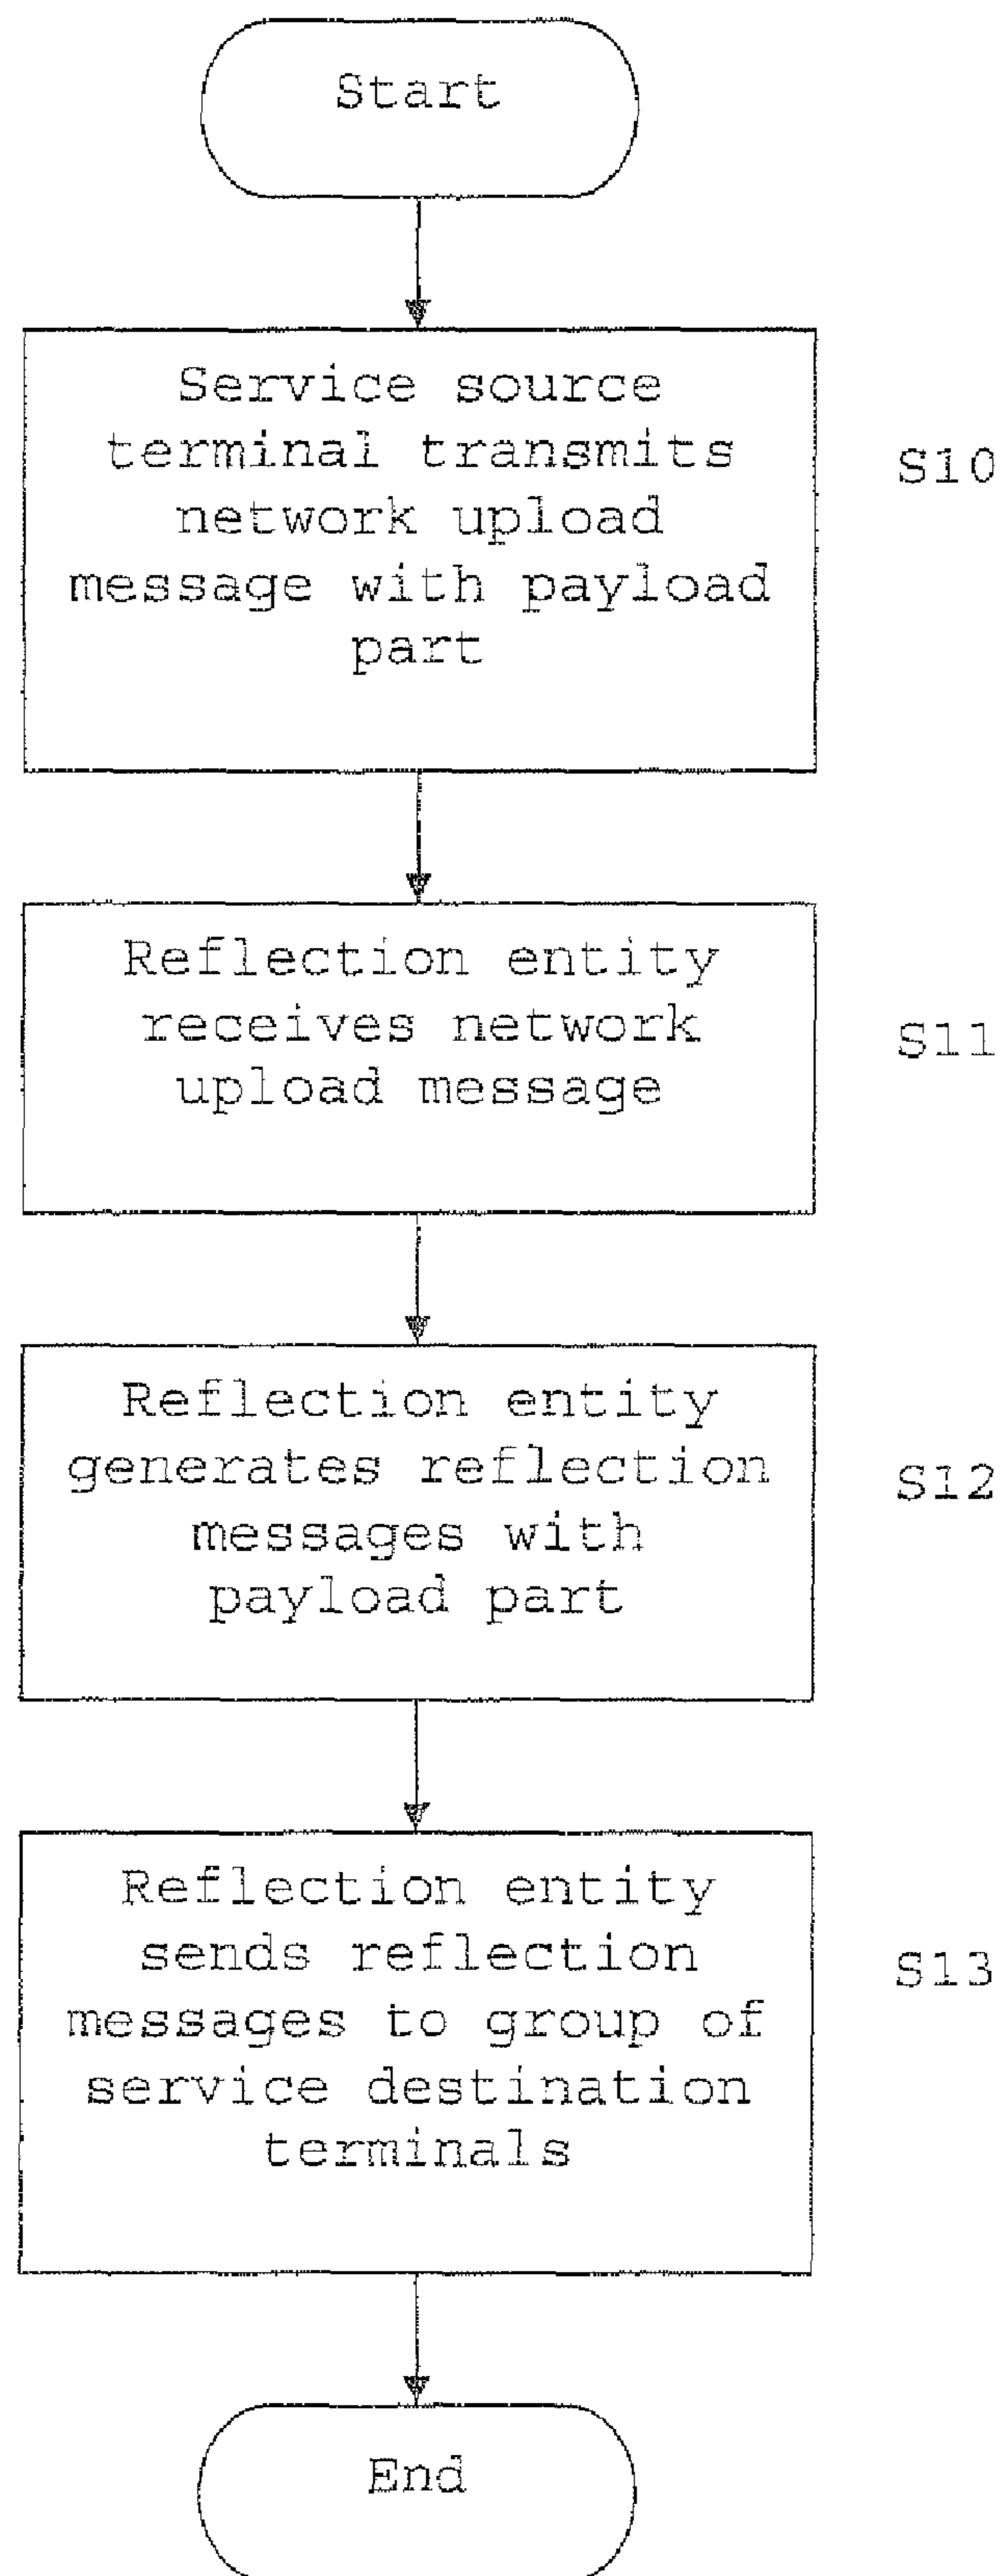 Start
Service source
terminal transmits
network upload
message with payload
part
S10
Reflection entity
receives network
upload message
S11
Reflection entity
generates reflection
messages with
payload part
S12
Reflection entity
sends reflection
messages to group of
service destination
terminals
S13
End